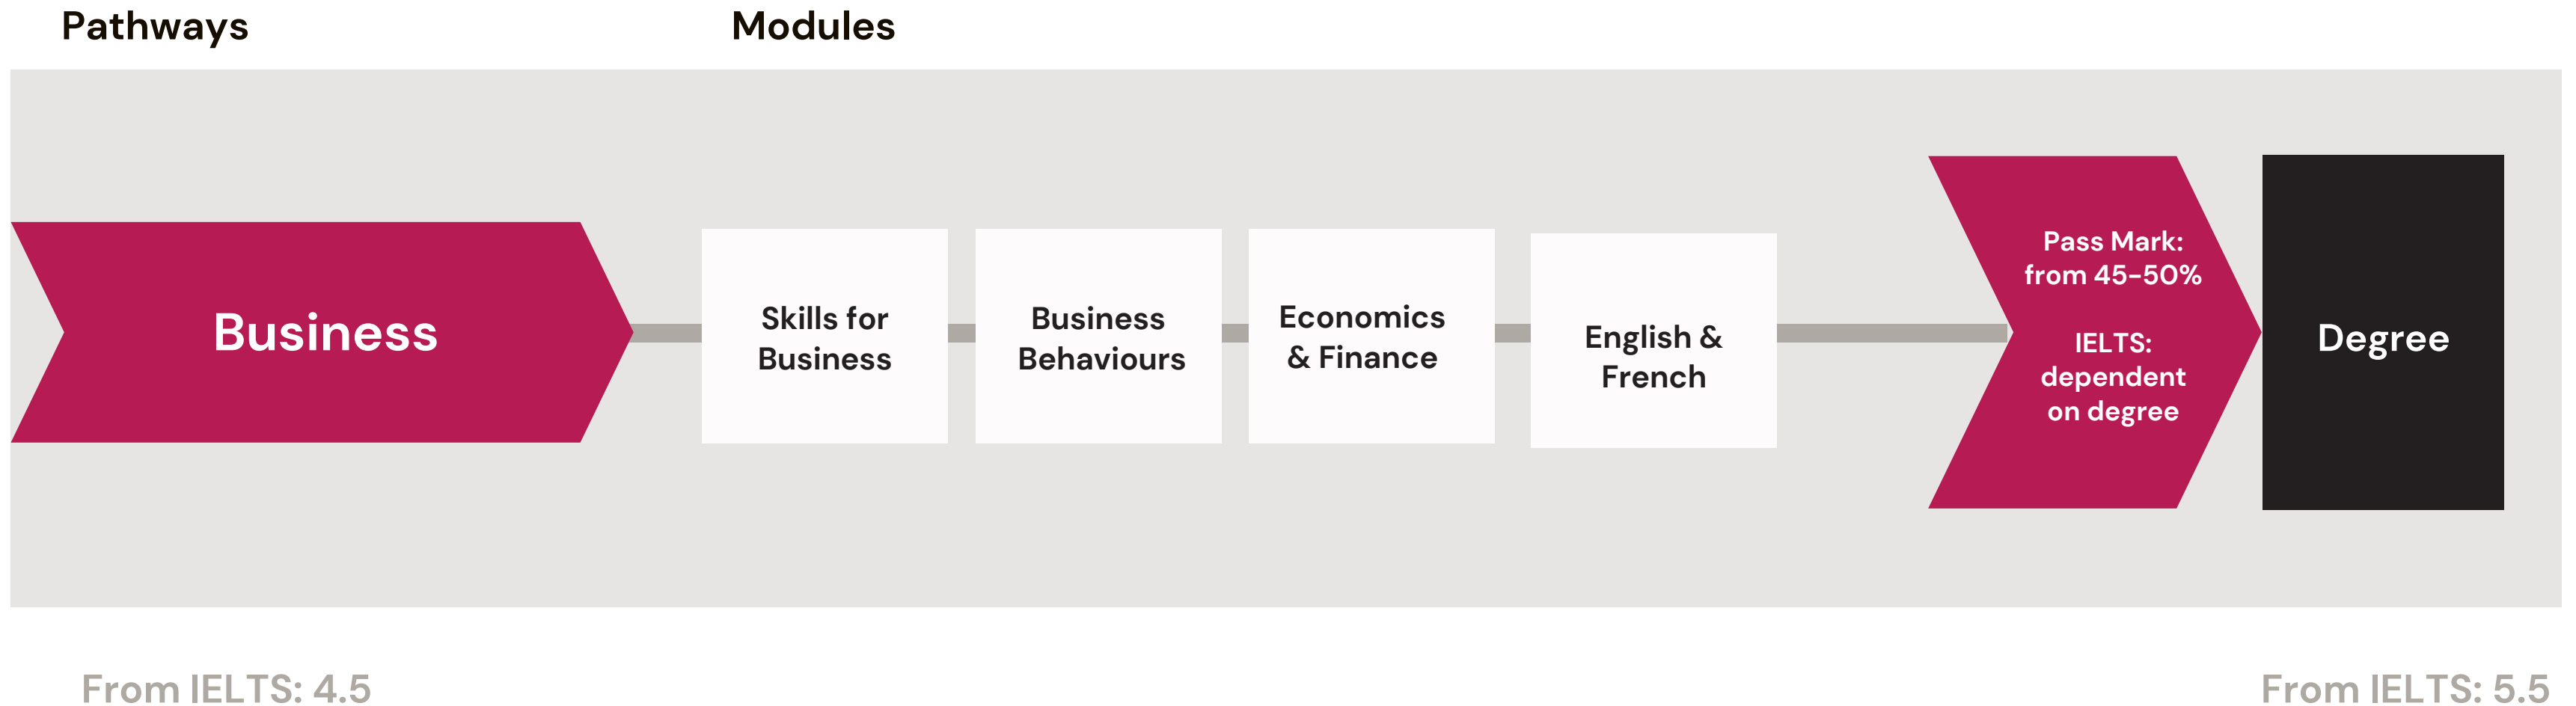 Pathways
Modules
Business
Skills for
Business
Business
Behaviours
Economics
& Finance
English &
French
Pass Mark:
from 45-50%
IELTS:
dependent
on degree
Degree
From IELTS: 4.5
From IELTS: 5.5